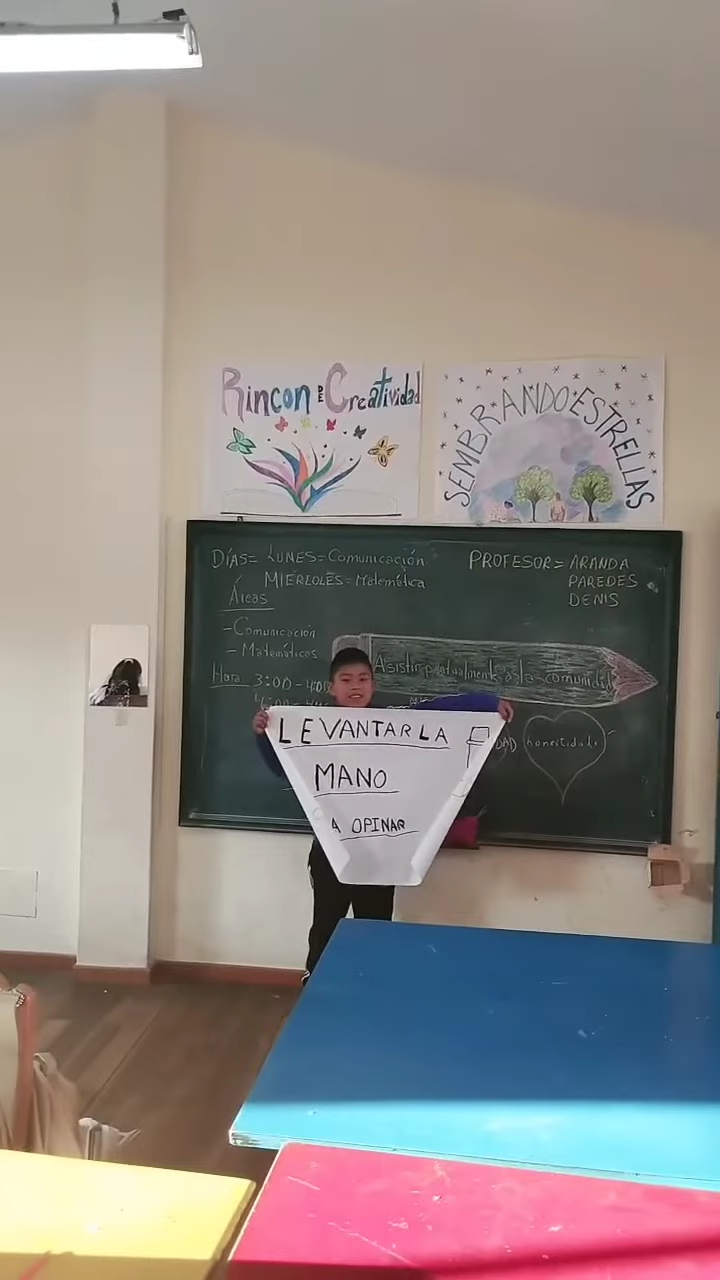 Rincon DE Creatividad
SEMBRANDO ESTRELLAS
DÍAS= LUNES=Comunicación
MIERCOLES=Matemática
Áreas
-Comunicación
-Matemáticas
Hora 3:00-4:00
PROFESOR= ARANDA
PAREDES
DENIS
Asistir puntualmente a la comunidad
honestidad
LEVANTAR LA
MANO
A OPINAR